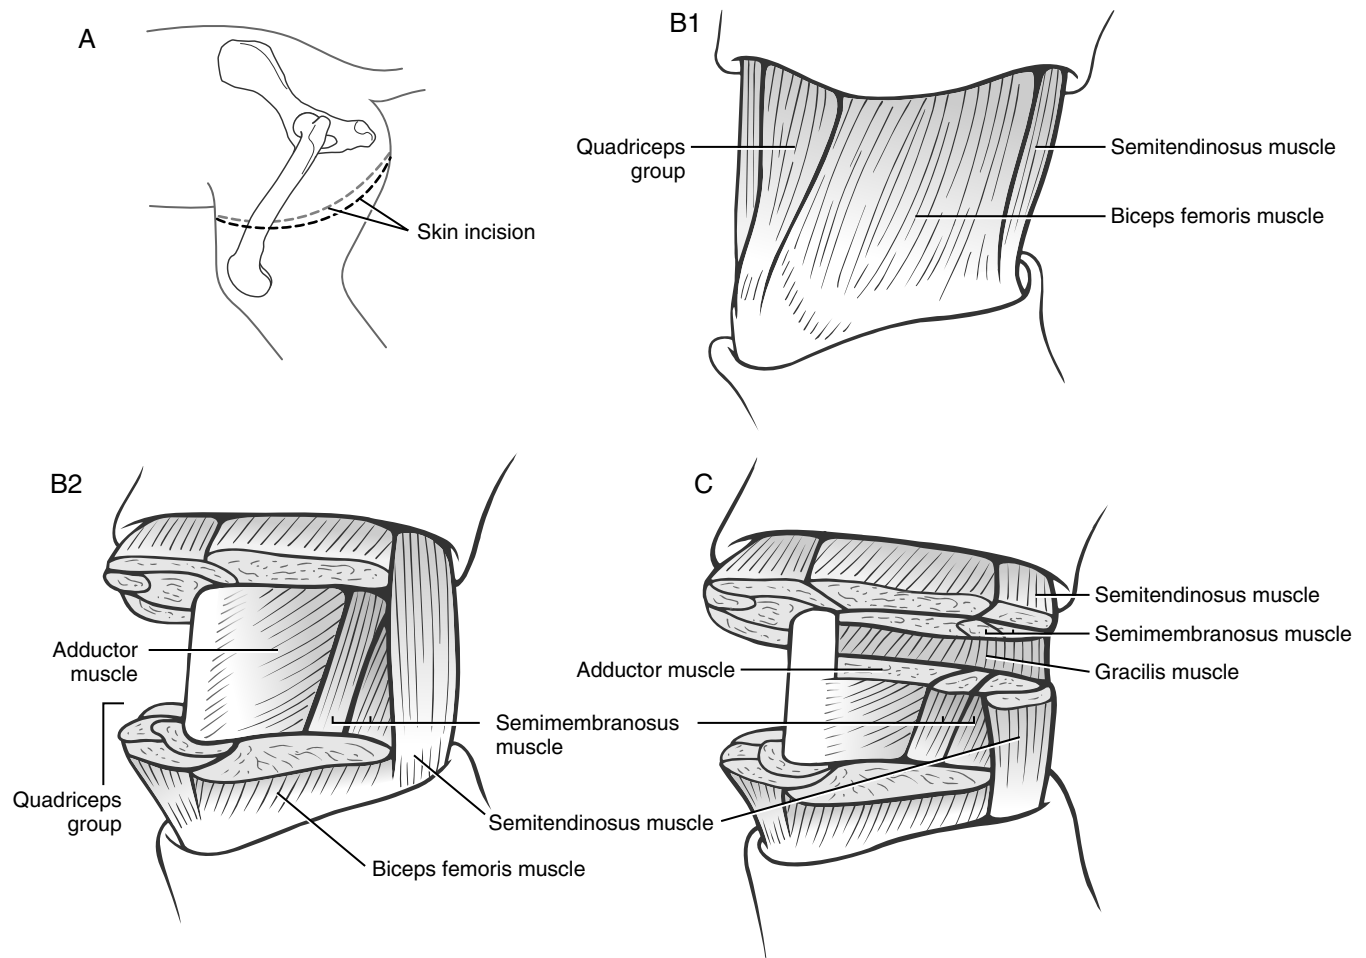 A
Skin incision
B1
Quadriceps
group
Semitendinosus muscle
Biceps femoris muscle
B2
Adductor
muscle
Quadriceps
group
Semimembranosus
muscle
Semitendinosus muscle
Biceps femoris muscle
C
Semitendinosus muscle
Semimembranosus muscle
Gracilis muscle
Adductor muscle